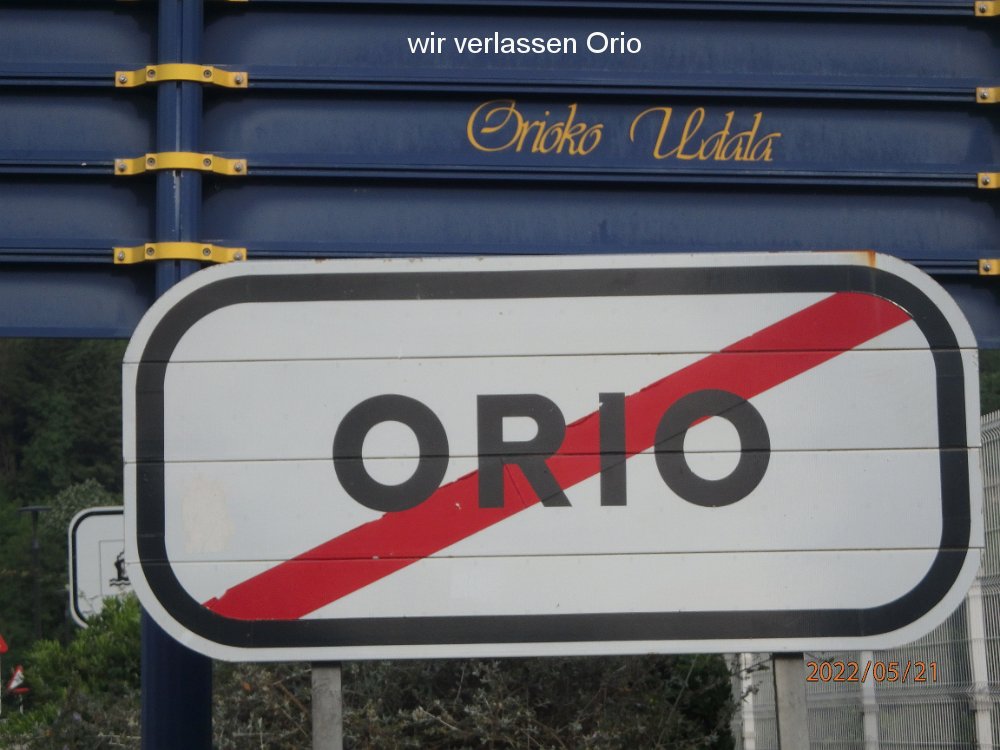 wir verlassen Orio
Orioko Udala
ORIO
2022/05/21